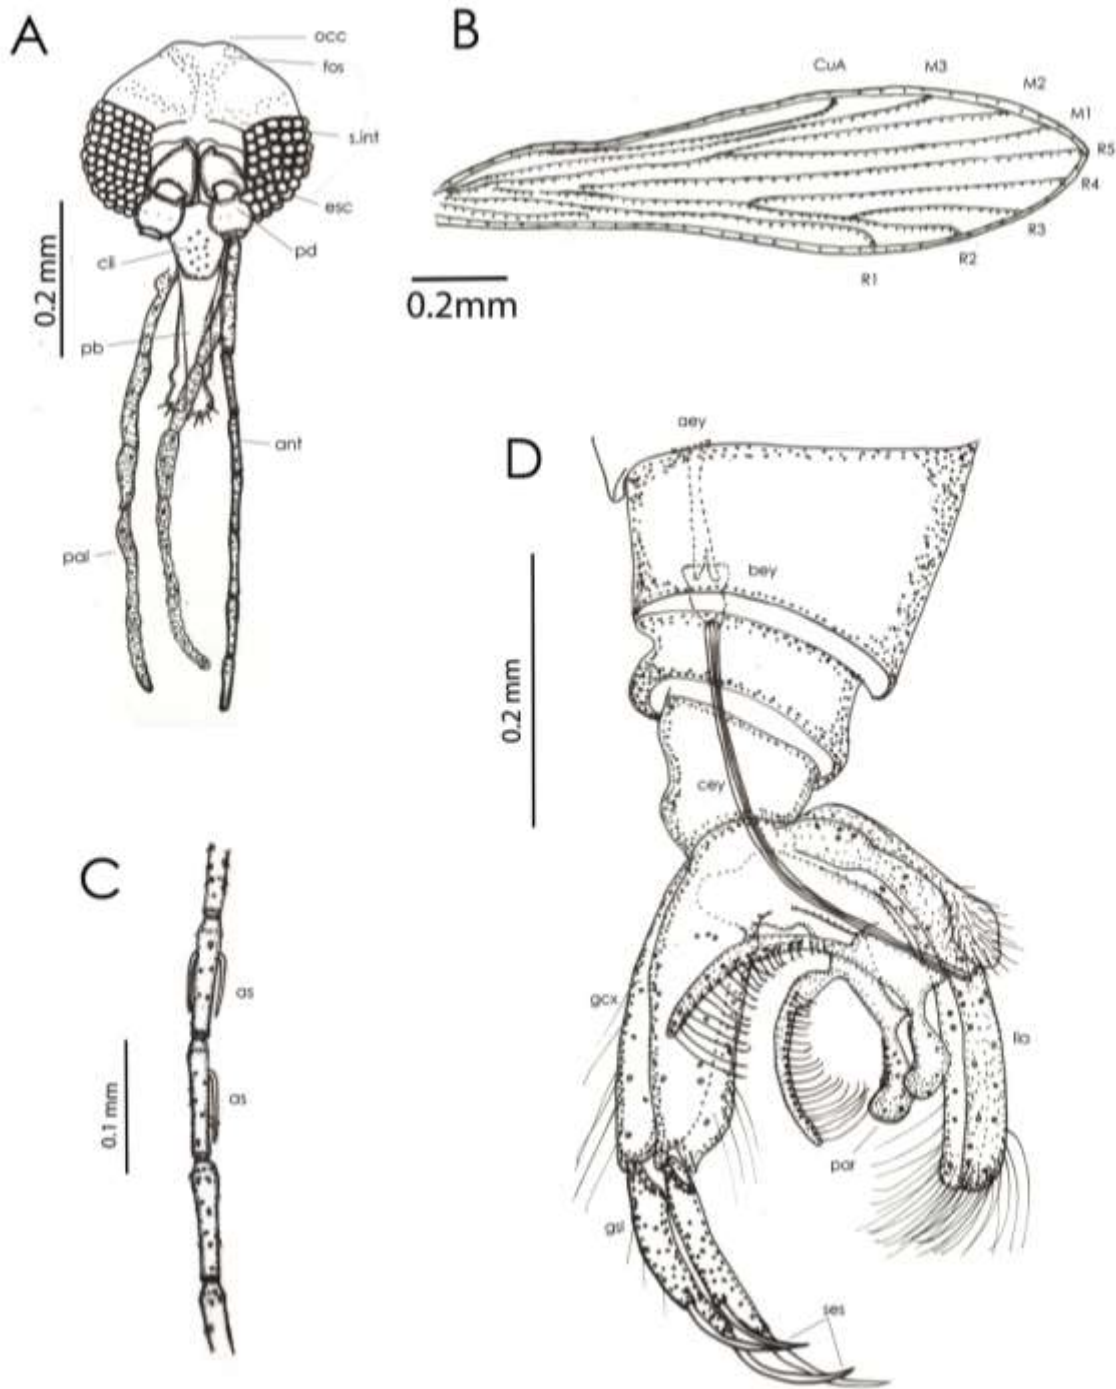 A
occ
fos
s.int
esc
pd
cli
0.2 mm
pb
ant
pal
B
CuA
M3
M2
M1
R5
R4
R3
R2
R1
0.2mm
C
as
as
0.1 mm
D
aey
bey
0.2 mm
cey
gcx
lla
par
gsl
ses